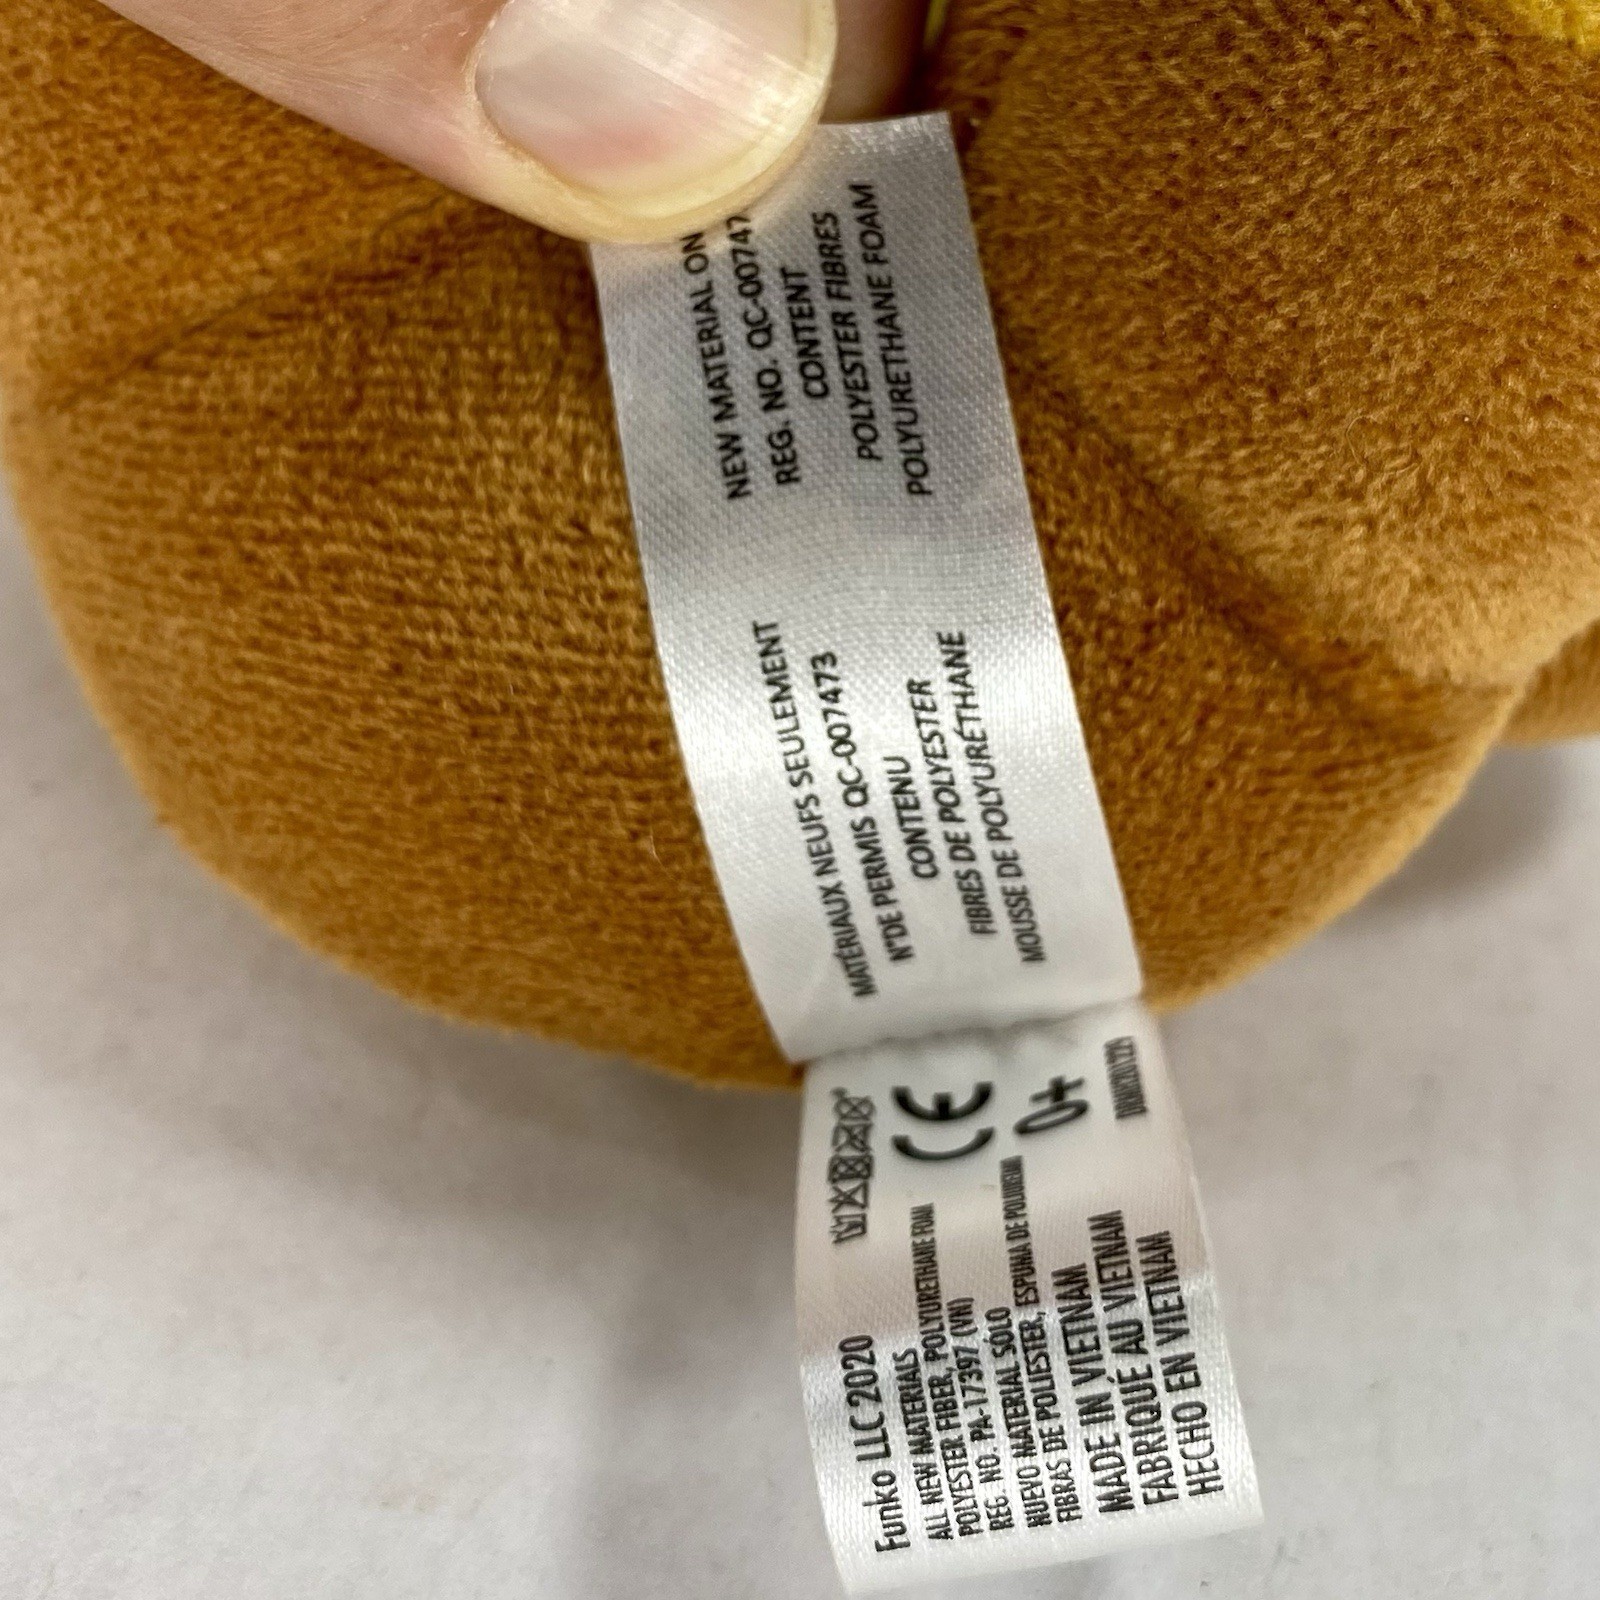 NEW MATERIAL ON
REG. NO. QC-00747
CONTENT
POLYESTER FIBRES
POLYURETHANE FOAM
MATÉRIAUX NEUFS SEULEMENT
N°DE PERMIS QC-007473
CONTENU
FIBRES DE POLYESTER
MOUSSE DE POLYURÉTHANE
CE
0+
Funko LLC 2020
ALL NEW MATERIALS
POLYESTER FIBER, POLYURETHANE FOAM
REG. NO. PA-17397 (VN)
NUEVO MATERIAL SÓLO
FIBRAS DE POLIESTER, ESPUMA DE
MADE IN VIETNAM
FABRIQUÉ AU VIETNAM
HECHO EN VIETNAM